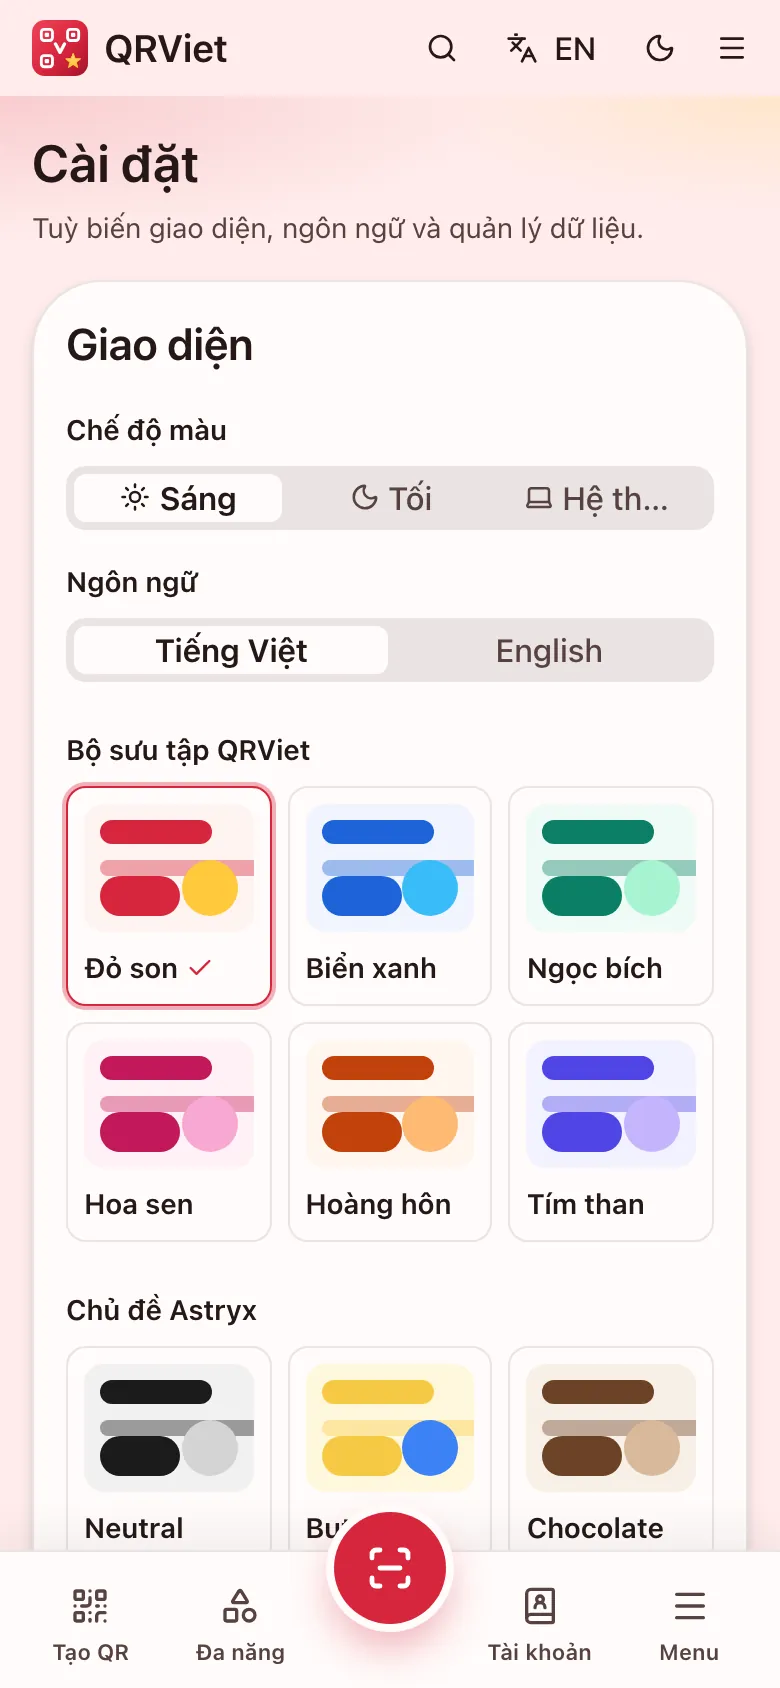 QRViet
EN
Cài đặt
Tuỳ biến giao diện, ngôn ngữ và quản lý dữ liệu.
Giao diện
Chế độ màu
Sáng
Tối
Hệ th...
Ngôn ngữ
Tiếng Việt
English
Bộ sưu tập QRViet
Đỏ son
Biển xanh
Ngọc bích
Hoa sen
Hoàng hôn
Tím than
Chủ đề Astryx
Neutral
Chocolate
Tạo QR
Đa năng
Tài khoản
Menu